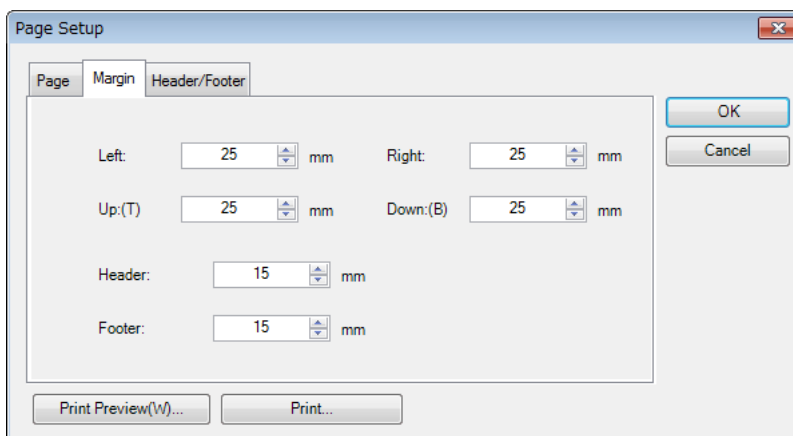 Page Setup
Page Margin Header/Footer
OK
Cancel
Left: 25 mm Right: 25 mm
Up:(T) 25 mm Down:(B) 25 mm
Header: 15 mm
Footer: 15 mm
Print Preview(W)... Print...